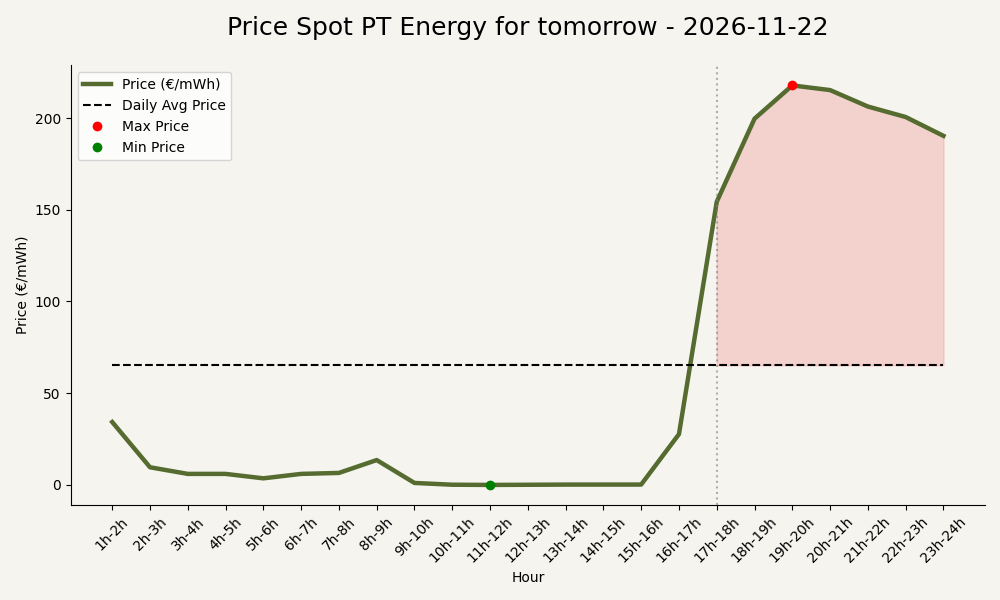 Price Spot PT Energy for tomorrow - 2026-11-22
Price (€/mWh)
Daily Avg Price
Max Price
Min Price
Price (€/mWh)
200
150
100
50
0
1h-2h
2h-3h
3h-4h
4h-5h
5h-6h
6h-7h
7h-8h
8h-9h
9h-10h
10h-11h
11h-12h
12h-13h
13h-14h
14h-15h
15h-16h
16h-17h
17h-18h
18h-19h
19h-20h
20h-21h
21h-22h
22h-23h
23h-24h
Hour